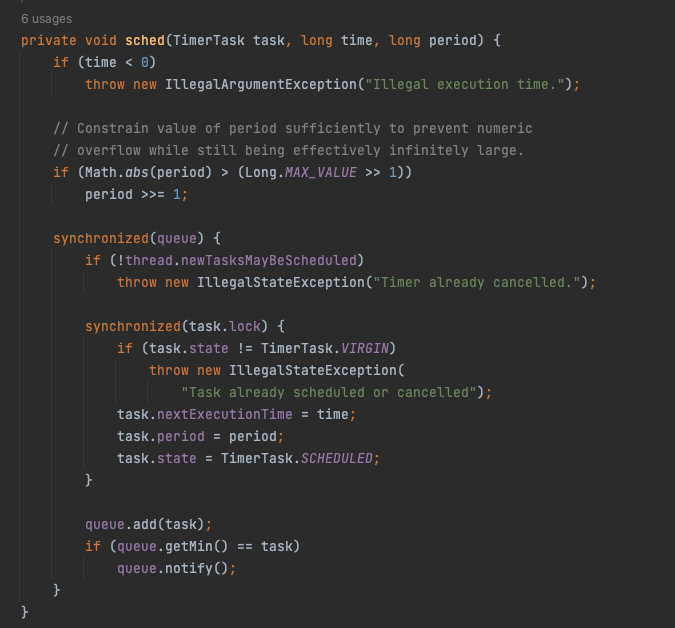 6 usages
private void sched(TimerTask task, long time, long period) {
    if (time < 0)
        throw new IllegalArgumentException("Illegal execution time.");

    // Constrain value of period sufficiently to prevent numeric
    // overflow while still being effectively infinitely large.
    if (Math.abs(period) > (Long.MAX_VALUE >> 1))
        period >>= 1;

    synchronized(queue) {
        if (!thread.newTasksMayBeScheduled)
            throw new IllegalStateException("Timer already cancelled.");

        synchronized(task.lock) {
            if (task.state != TimerTask.VIRGIN)
                throw new IllegalStateException(
                    "Task already scheduled or cancelled");
            task.nextExecutionTime = time;
            task.period = period;
            task.state = TimerTask.SCHEDULED;
        }

        queue.add(task);
        if (queue.getMin() == task)
            queue.notify();
    }
}